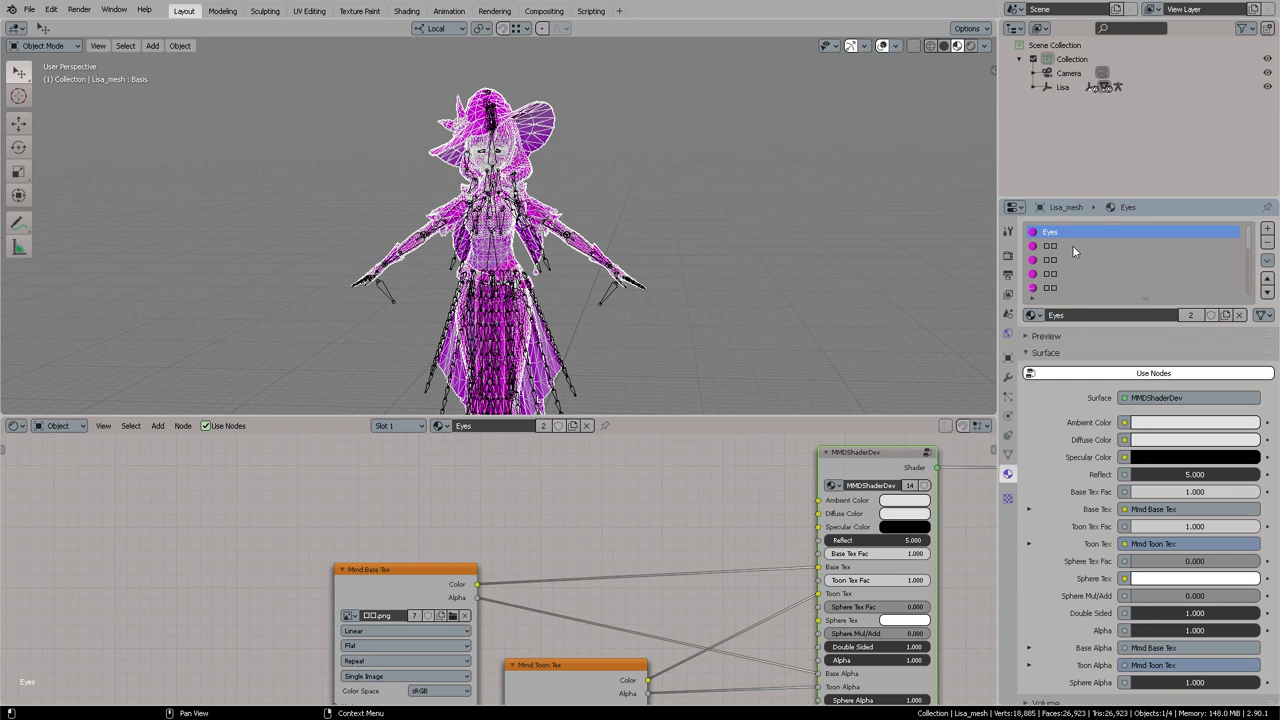 File Edit Render Window Help Layout Modeling Sculpting UV Editing Texture Paint Shading Animation Rendering Compositing Scripting + Scene View Layer
Local Options
Object Mode View Select Add Object
User Perspective
(1) Collection | Lisa_mesh : Basis
Scene Collection
Collection
Camera
Lisa
Lisa_mesh Eyes
Eyes
□□
□□
□□
□□
Eyes 2
Preview
Surface
Use Nodes
Surface MMDShaderDev
Ambient Color
Diffuse Color
Specular Color
Reflect 5.000
Base Tex Fac 1.000
Base Tex Mmd Base Tex
Toon Tex Fac 1.000
Toon Tex Mmd Toon Tex
Sphere Tex Fac 0.000
Sphere Tex
Sphere Mul/Add 0.000
Double Sided 1.000
Alpha 1.000
Base Alpha Mmd Base Tex
Toon Alpha Mmd Toon Tex
Sphere Alpha 1.000
Volume
Object View Select Add Node Use Nodes Slot 1 Eyes 2
MMDShaderDev
Shader
MMDShaderDev 14
Ambient Color
Diffuse Color
Specular Color
Reflect 5.000
Base Tex Fac 1.000
Base Tex
Toon Tex Fac 1.000
Toon Tex
Sphere Tex Fac 0.000
Sphere Tex
Sphere Mul/Add 0.000
Double Sided 1.000
Alpha 1.000
Base Alpha
Toon Alpha
Sphere Alpha 1.000
Mmd Base Tex
Color
Alpha
□□.png 7
Linear
Flat
Repeat
Single Image
Color Space sRGB
Mmd Toon Tex
Color
Alpha
Eyes
Select Pan View Context Menu Collection | Lisa_mesh | Verts:18,885 | Faces:26,923 | Tris:26,923 | Objects:1/4 | Memory: 148.0 MiB | 2.90.1